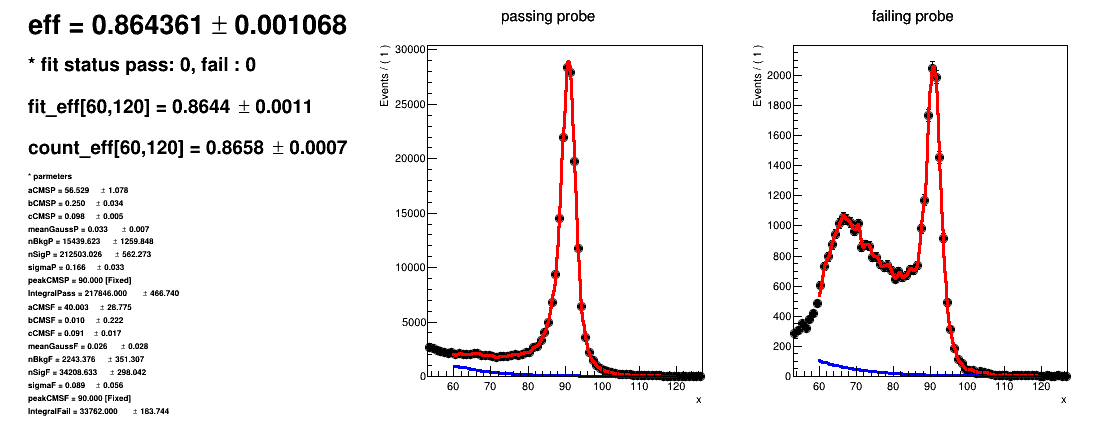 eff = 0.864361 ± 0.001068
* fit status pass: 0, fail : 0
fit_eff[60,120] = 0.8644 ± 0.0011
count_eff[60,120] = 0.8658 ± 0.0007
* parmeters
aCMSP = 56.529 ± 1.078
bCMSP = 0.250 ± 0.034
cCMSP = 0.098 ± 0.005
meanGaussP = 0.033 ± 0.007
nBkgP = 15439.623 ± 1259.848
nSigP = 212503.026 ± 562.273
sigmaP = 0.166 ± 0.033
peakCMSP = 90.000 [Fixed]
IntegralPass = 217846.000 ± 466.740
aCMSF = 40.003 ± 28.775
bCMSF = 0.010 ± 0.222
cCMSF = 0.091 ± 0.017
meanGaussF = 0.026 ± 0.028
nBkgF = 2243.376 ± 351.307
nSigF = 34208.633 ± 298.042
sigmaF = 0.089 ± 0.056
peakCMSF = 90.000 [Fixed]
IntegralFail = 33762.000 ± 183.744
passing probe
Events / ( 1 )
30000
25000
20000
15000
10000
5000
0
60 70 80 90 100 110 120
x
failing probe
Events / ( 1 )
2000
1800
1600
1400
1200
1000
800
600
400
200
0
60 70 80 90 100 110 120
x